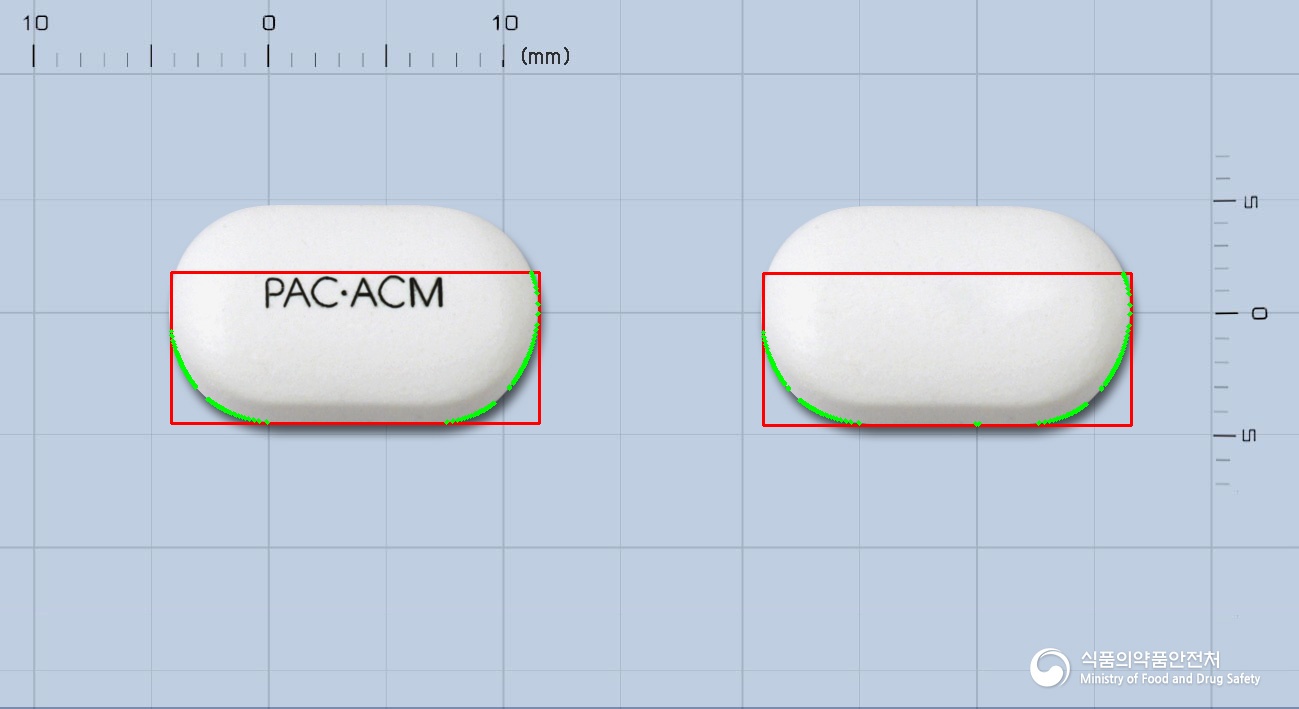 10 0 10
(mm)
PAC·ACM
5
0
5
식품의약품안전처
Ministry of Food and Drug Safety